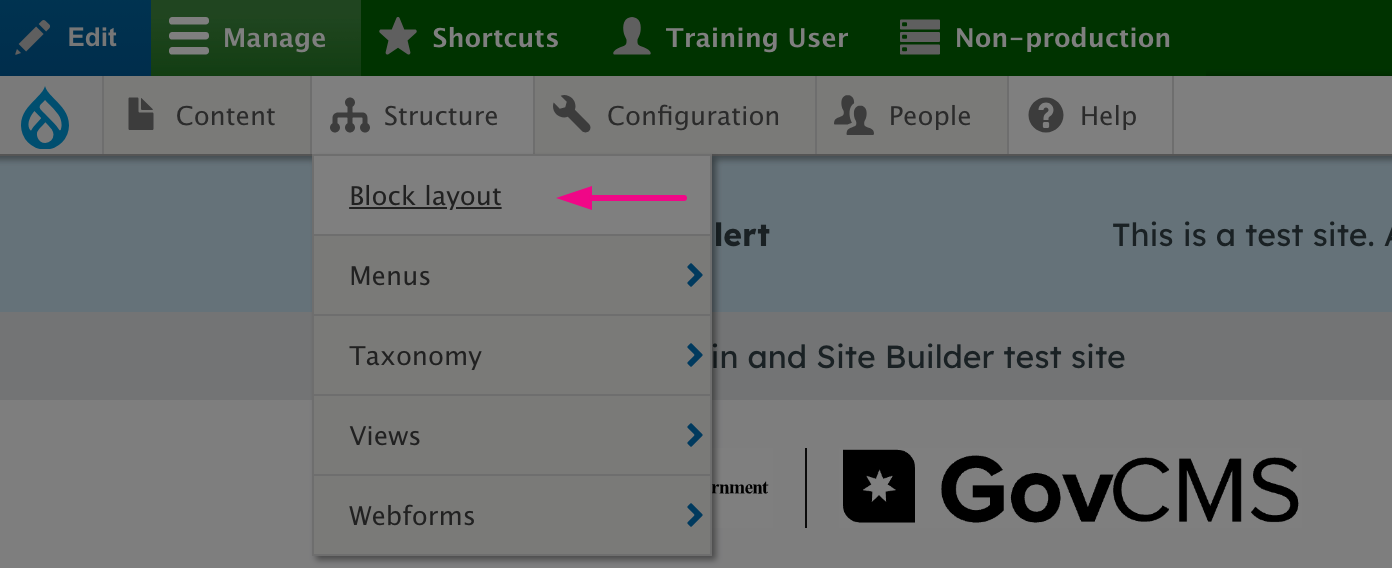 Edit Manage Shortcuts Training User Non-production
Content Structure Configuration People Help
Block layout
lert This is a test site.
Menus
Taxonomy
in and Site Builder test site
Views
rnment GovCMS
Webforms